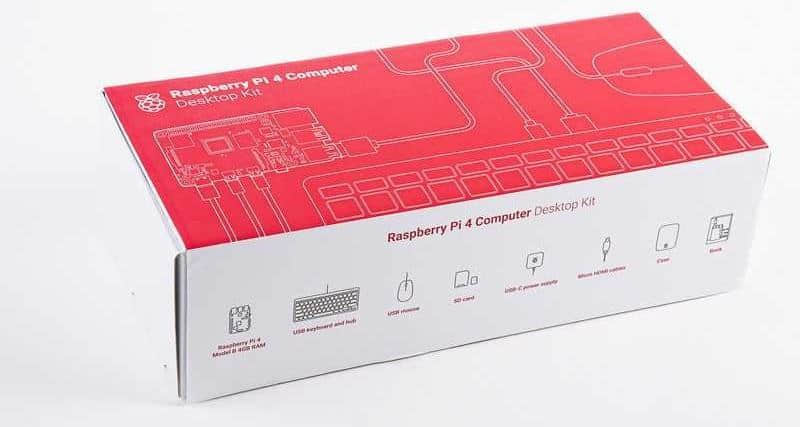 Raspberry Pi 4 Computer
Desktop Kit
Raspberry Pi 4 Computer Desktop Kit
Raspberry Pi 4
Model B 4GB RAM
USB keyboard and hub
USB mouse
SD card
USB-C power supply
Micro HDMI cables
Case
Book